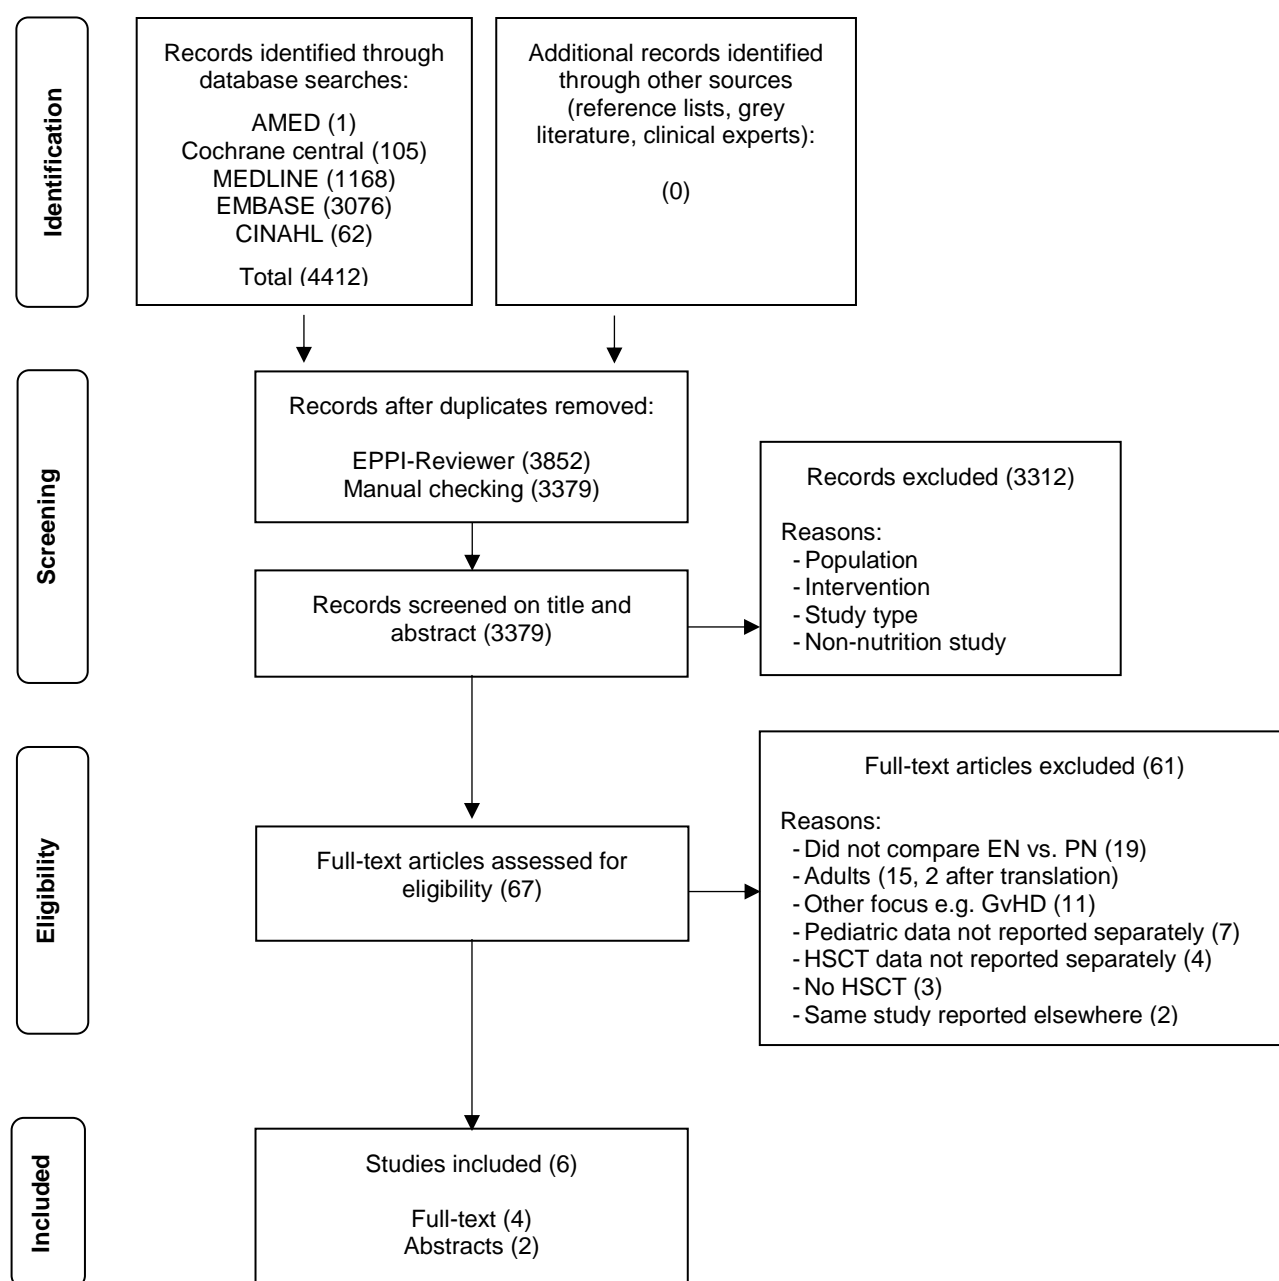 Identification
Records identified through
database searches:
AMED (1)
Cochrane central (105)
MEDLINE (1168)
EMBASE (3076)
CINAHL (62)
Total (4412)
Additional records identified
through other sources
(reference lists, grey
literature, clinical experts):
(0)
Screening
Records after duplicates removed:
EPPI-Reviewer (3852)
Manual checking (3379)
Records screened on title and
abstract (3379)
Records excluded (3312)
Reasons:
- Population
- Intervention
- Study type
- Non-nutrition study
Eligibility
Full-text articles assessed for
eligibility (67)
Full-text articles excluded (61)
Reasons:
- Did not compare EN vs. PN (19)
- Adults (15, 2 after translation)
- Other focus e.g. GvHD (11)
- Pediatric data not reported separately (7)
- HSCT data not reported separately (4)
- No HSCT (3)
- Same study reported elsewhere (2)
Included
Studies included (6)
Full-text (4)
Abstracts (2)